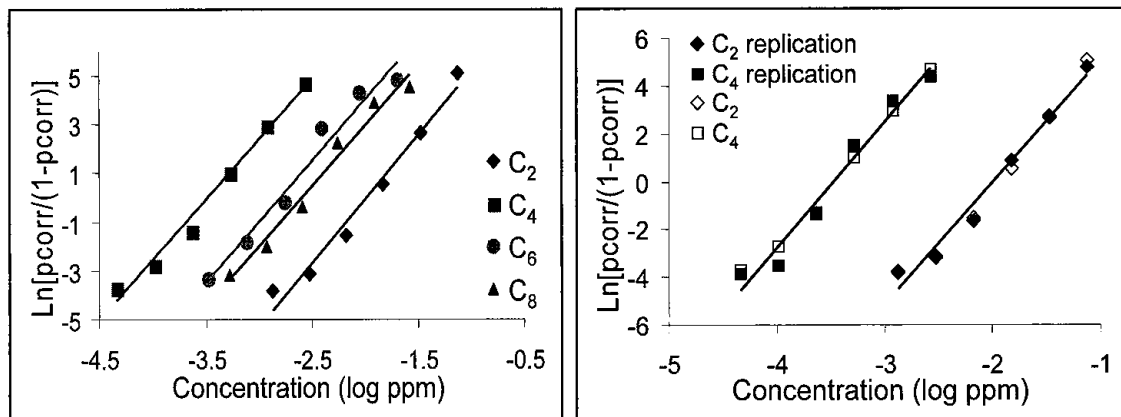 Ln[pcorr/(1-pcorr)]
5
3
1
-1
-3
-5
-4.5
-3.5
-2.5
-1.5
-0.5
Concentration (log ppm)
C2
C4
C6
C8
Ln[pcorr/(1-pcorr)]
6
4
2
0
-2
-4
-6
-4
-3
-2
-1
Concentration (log ppm)
C2 replication
C4 replication
C2
C4